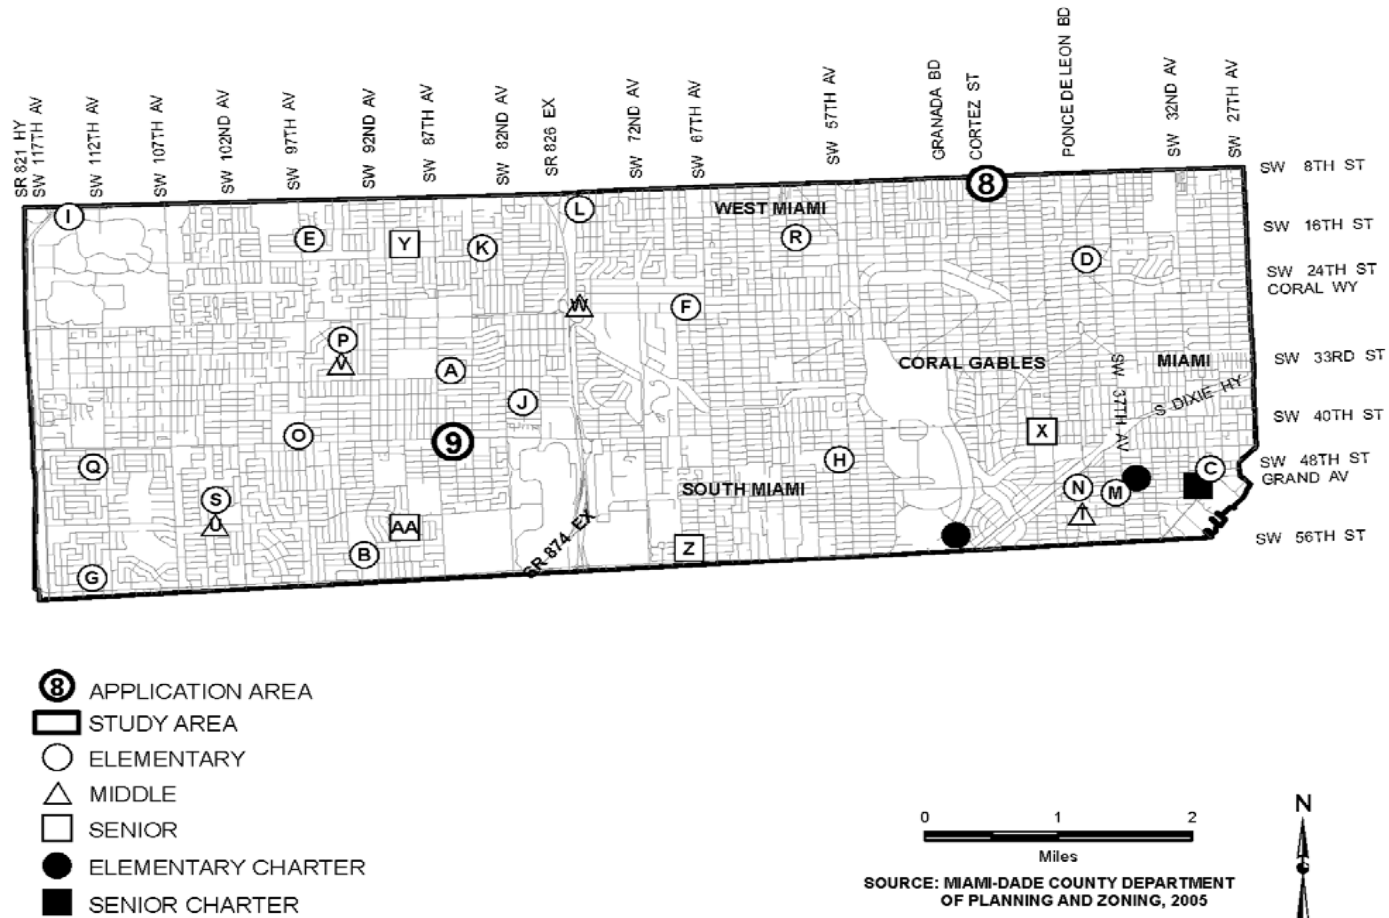 SR 821 HY
SW 117TH AV
SW 112TH AV
SW 107TH AV
SW 102ND AV
SW 97TH AV
SW 92ND AV
SW 87TH AV
SW 82ND AV
SR 826 EX
SW 72ND AV
SW 67TH AV
SW 57TH AV
GRANADA BD
CORTEZ ST
PONCE DE LEON BD
SW 32ND AV
SW 27TH AV
SW 8TH ST
8
I
L
WEST MIAMI
E
Y
K
R
SW 16TH ST
D
SW 24TH ST
CORAL WY
W
F
P
V
A
CORAL GABLES
SW 37TH AV
MIAMI
SW 33RD ST
J
S DIXIE HY
SW 40TH ST
O
9
X
Q
H
C
SW 48TH ST
GRAND AV
S
U
SOUTH MIAMI
N
M
T
AA
B
SR 874 EX
Z
SW 56TH ST
G
8 APPLICATION AREA
STUDY AREA
ELEMENTARY
MIDDLE
SENIOR
ELEMENTARY CHARTER
SENIOR CHARTER
0 1 2
Miles
SOURCE: MIAMI-DADE COUNTY DEPARTMENT
OF PLANNING AND ZONING, 2005
N